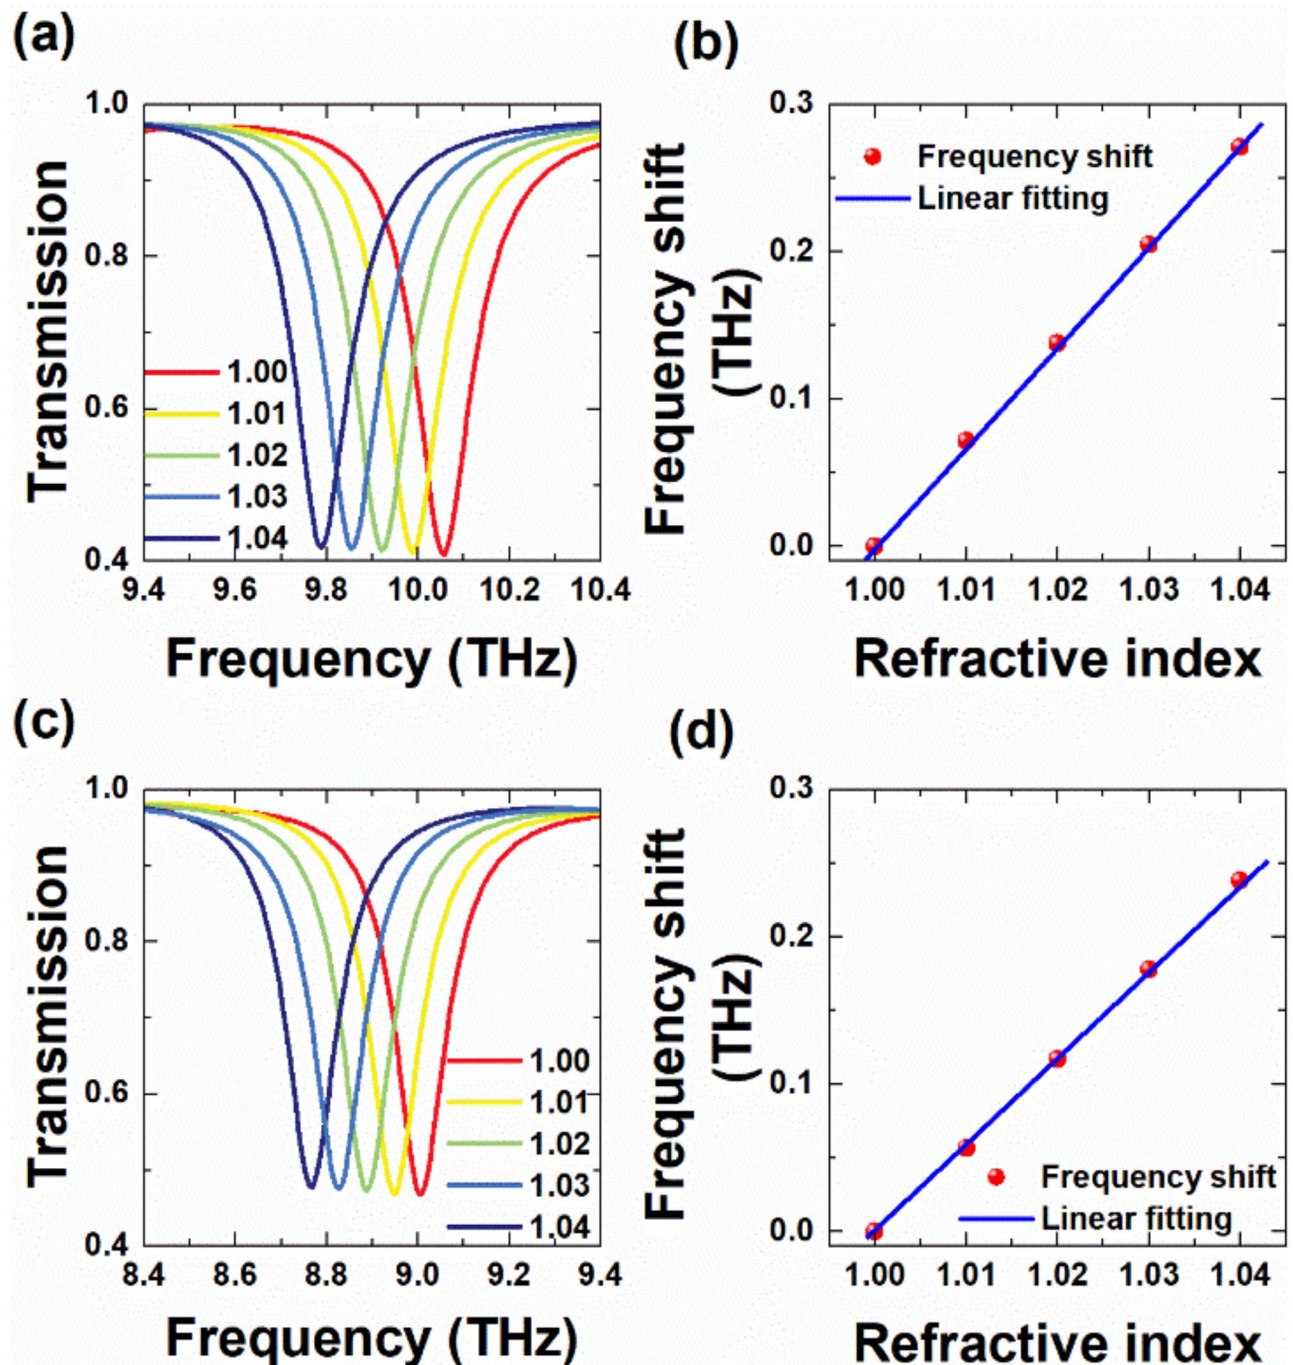 (a)
1.0
0.8
0.6
0.4
Transmission
1.00
1.01
1.02
1.03
1.04
9.4 9.6 9.8 10.0 10.2 10.4
Frequency (THz)
(b)
0.3
0.2
0.1
0.0
Frequency shift
(THz)
Frequency shift
Linear fitting
1.00 1.01 1.02 1.03 1.04
Refractive index
(c)
1.0
0.8
0.6
0.4
Transmission
1.00
1.01
1.02
1.03
1.04
8.4 8.6 8.8 9.0 9.2 9.4
Frequency (THz)
(d)
0.3
0.2
0.1
0.0
Frequency shift
(THz)
Frequency shift
Linear fitting
1.00 1.01 1.02 1.03 1.04
Refractive index